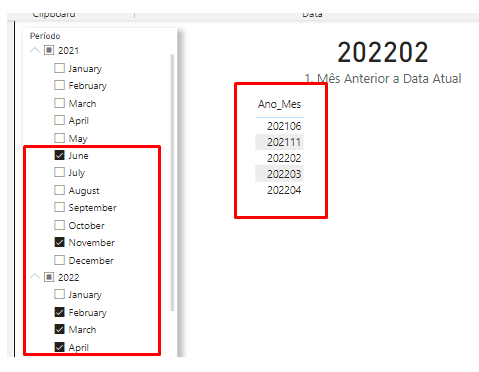 Clipboard
Data
Período
2021
January
February
March
April
May
June
July
August
September
October
November
December
2022
January
February
March
April
202202
1. Mês Anterior a Data Atual
Ano_Mes
202106
202111
202202
202203
202204